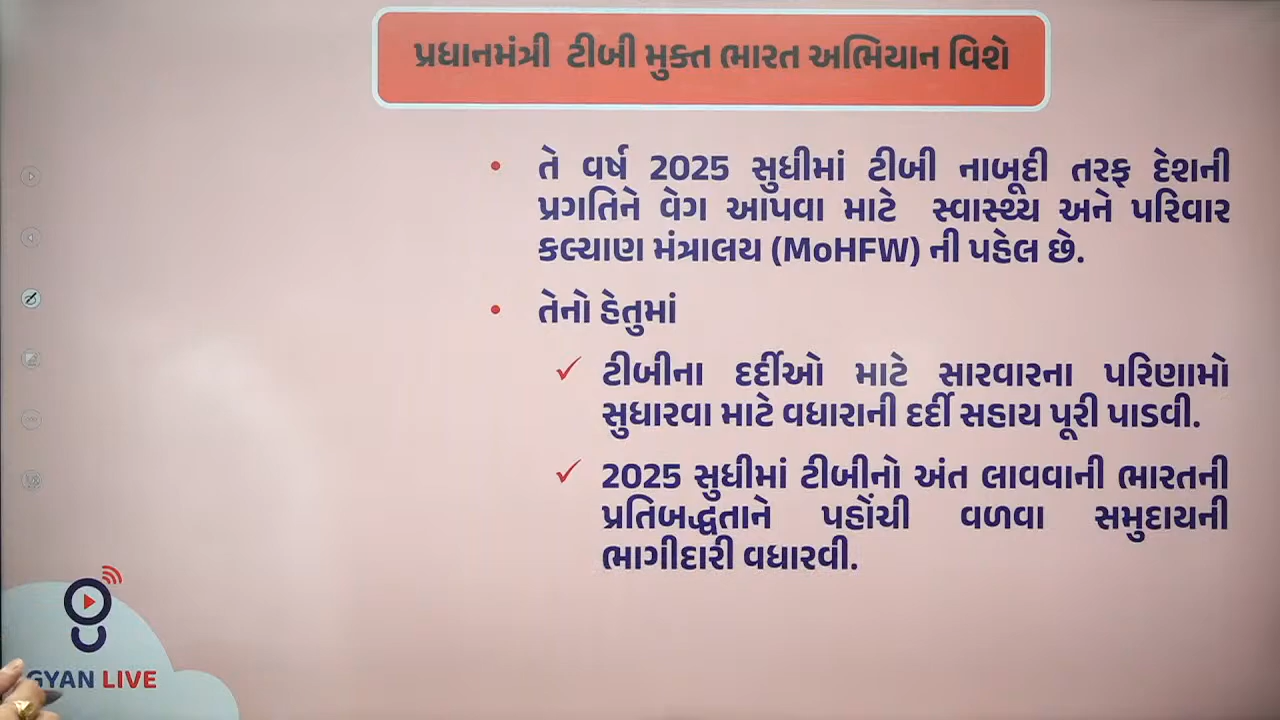 પ્રધાનમંત્રી ટીબી મુક્ત ભારત અભિયાન વિશે
• તે વર્ષ 2025 સુધીમાં ટીબી નાબૂદી તરફ દેશની
પ્રગતિને વેગ આપવા માટે સ્વાસ્થ્ય અને પરિવાર
કલ્યાણ મંત્રાલય (MoHFW) ની પહેલ છે.
• તેનો હેતુમાં
✓ ટીબીના દર્દીઓ માટે સારવારના પરિણામો
સુધારવા માટે વધારાની દર્દી સહાય પૂરી પાડવી.
✓ 2025 સુધીમાં ટીબીનો અંત લાવવાની ભારતની
પ્રતિબદ્ધતાને પહોંચી વળવા સમુદાયની
ભાગીદારી વધારવી.
GYAN LIVE